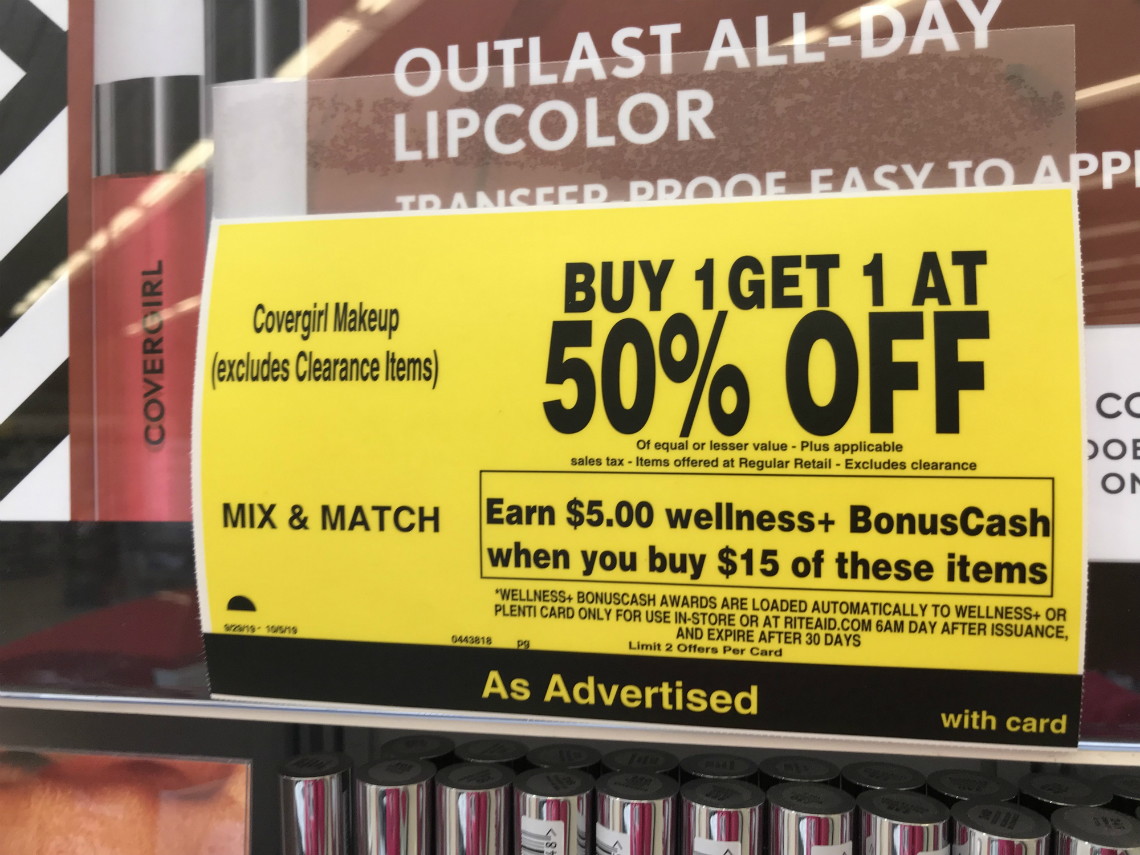 OUTLAST ALL-DAY
LIPCOLOR
TRANSFER-PROOF EASY TO
COVERGIRL
Covergirl Makeup
(excludes Clearance Items)
BUY 1 GET 1 AT
50% OFF
Of equal or lesser value - Plus applicable
sales tax - Items offered at Regular Retail - Excludes clearance
MIX & MATCH
Earn $5.00 wellness+ BonusCash
when you buy $15 of these items
*WELLNESS+ BONUSCASH AWARDS ARE LOADED AUTOMATICALLY TO WELLNESS+ OR
PLENTI CARD ONLY FOR USE IN-STORE OR AT RITEAID.COM 6AM DAY AFTER ISSUANCE,
AND EXPIRE AFTER 30 DAYS
Limit 2 Offers Per Card
9/29/19 - 10/5/19
0443818 pg
As Advertised
with card